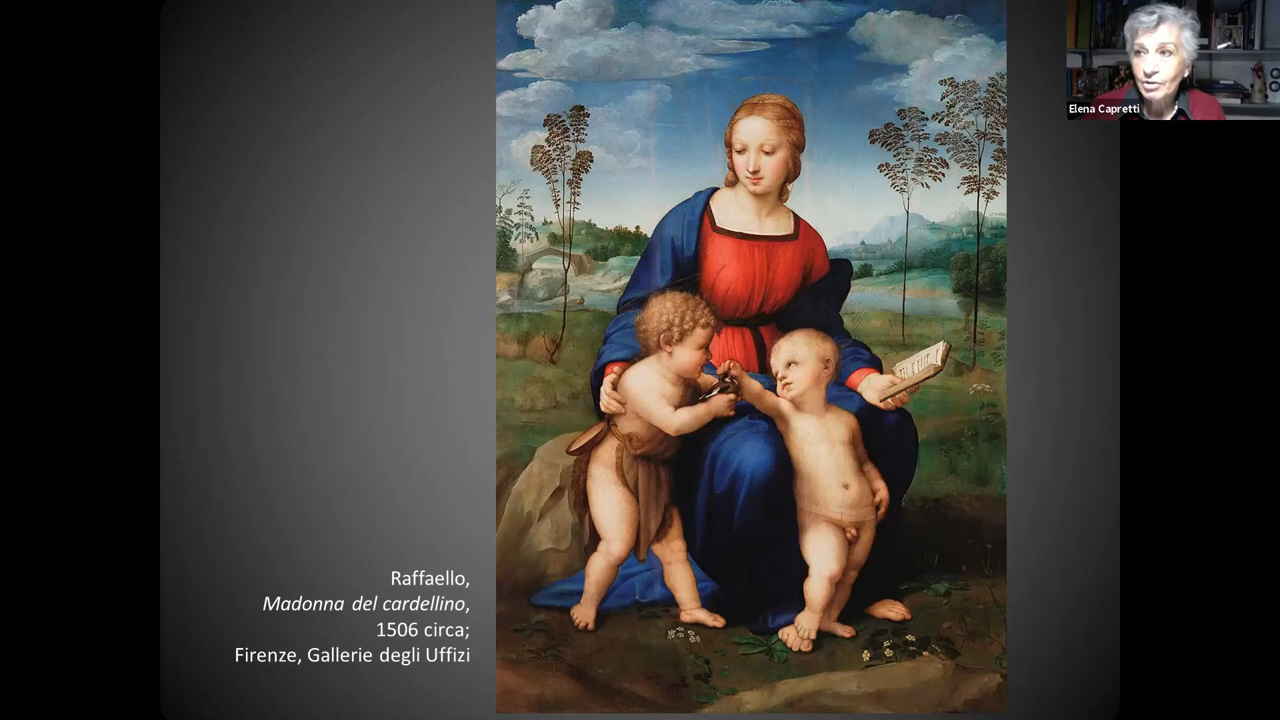 Elena Capretti
Raffaello,
Madonna del cardellino,
1506 circa;
Firenze, Gallerie degli Uffizi